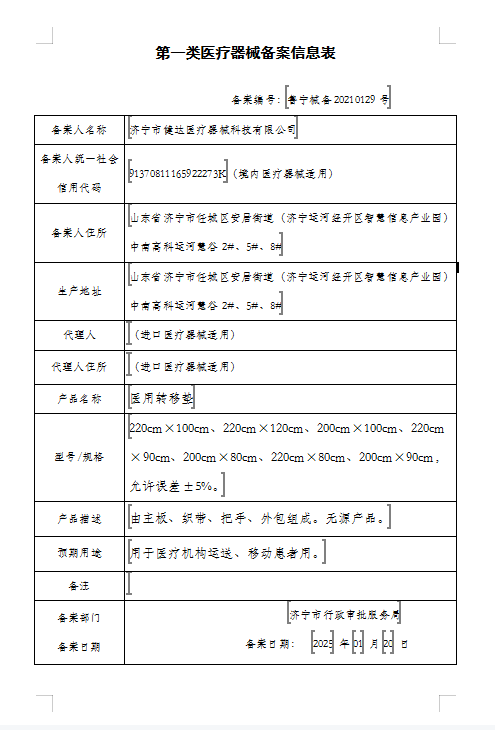 第一类医疗器械备案信息表
备案编号：鲁宁械备20210129 号
备案人名称
济宁市健达医疗器械科技有限公司
备案人统一社会
信用代码
91370811165922273K（境内医疗器械适用）
备案人住所
山东省济宁市任城区安居街道（济宁运河经开区智慧信息产业园）
中南高科运河慧谷 2#、5#、8#
生产地址
山东省济宁市任城区安居街道（济宁运河经开区智慧信息产业园）
中南高科运河慧谷 2#、5#、8#
代理人
（进口医疗器械适用）
代理人住所
（进口医疗器械适用）
产品名称
医用转移垫
型号/规格
220cm×100cm、220cm×120cm、200cm×100cm、220cm
×90cm、200cm×80cm、220cm×80cm、200cm×90cm，
允许误差±5%。
产品描述
由主板、织带、把手、外包组成。无源产品。
预期用途
用于医疗机构运送、移动患者用。
备注
备案部门
备案日期
济宁市行政审批服务局
备案日期： 2025 年 01 月 20 日